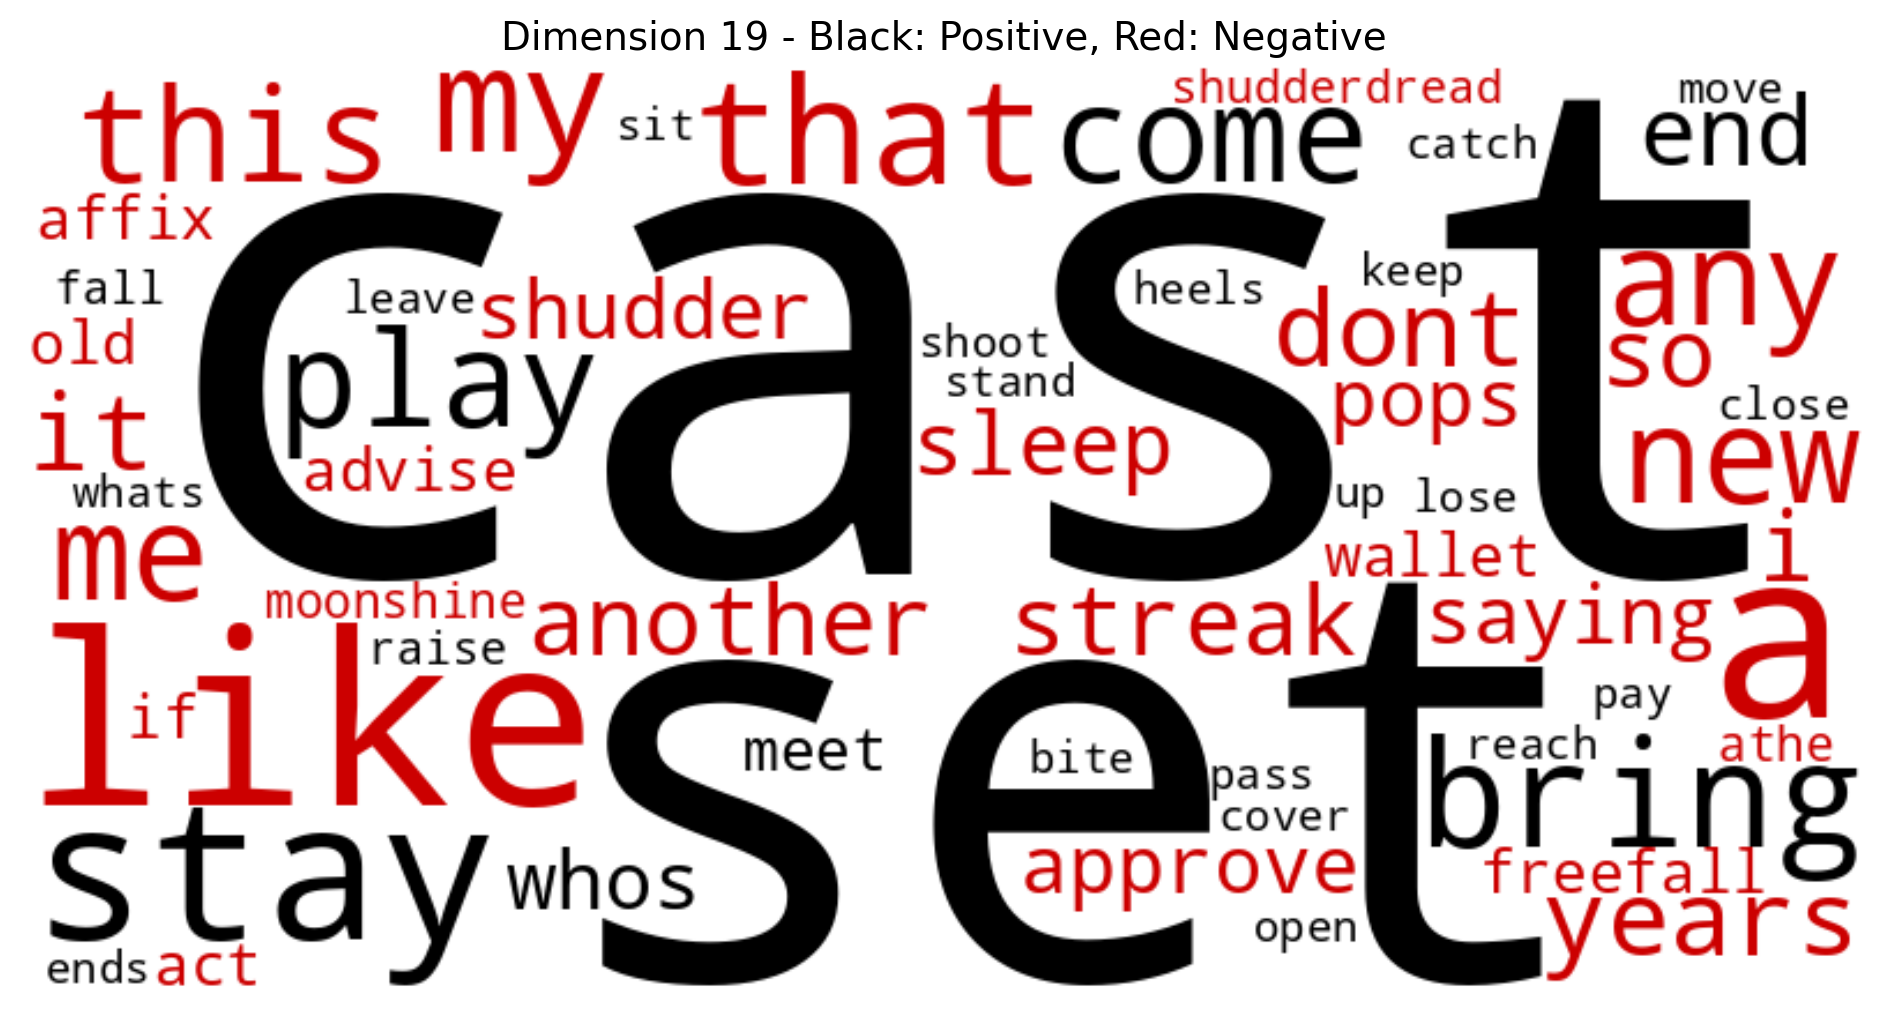 Dimension 19 - Black: Positive, Red: Negative
this my sit that come shudderdread catch move end
affix cast any
fall leave shudder heels keep dont
old play shoot stand so
it advise sleep pops close new
whats up lose
me wallet i
moonshine another streak saying a
like raise
if set meet bite pass pay reach athe
stay whos cover bring
approve freefall
ends act open years